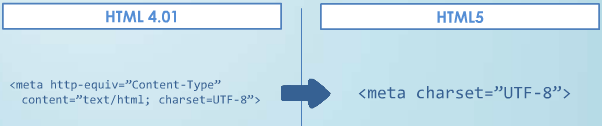 HTML 4.01
HTML5
<meta http-equiv=”Content-Type”
content=”text/html; charset=UTF-8”>
<meta charset=”UTF-8”>